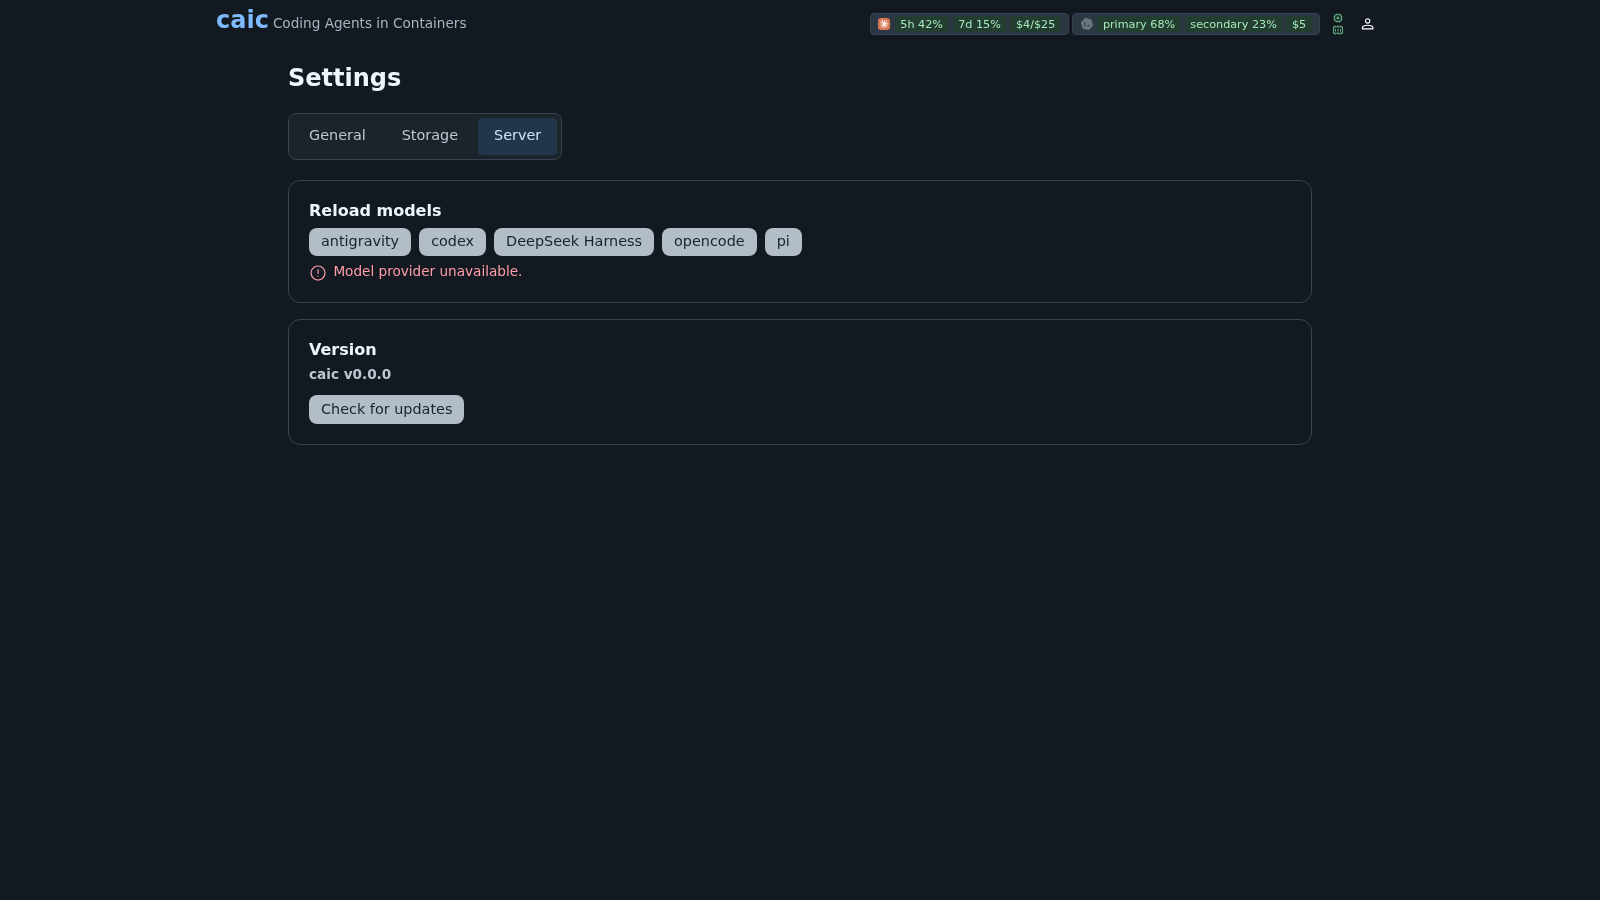 caic Coding Agents in Containers
5h 42% 7d 15% $4/$25 primary 68% secondary 23% $5
Settings
General Storage Server
Reload models
antigravity codex DeepSeek Harness opencode pi
Model provider unavailable.
Version
caic v0.0.0
Check for updates